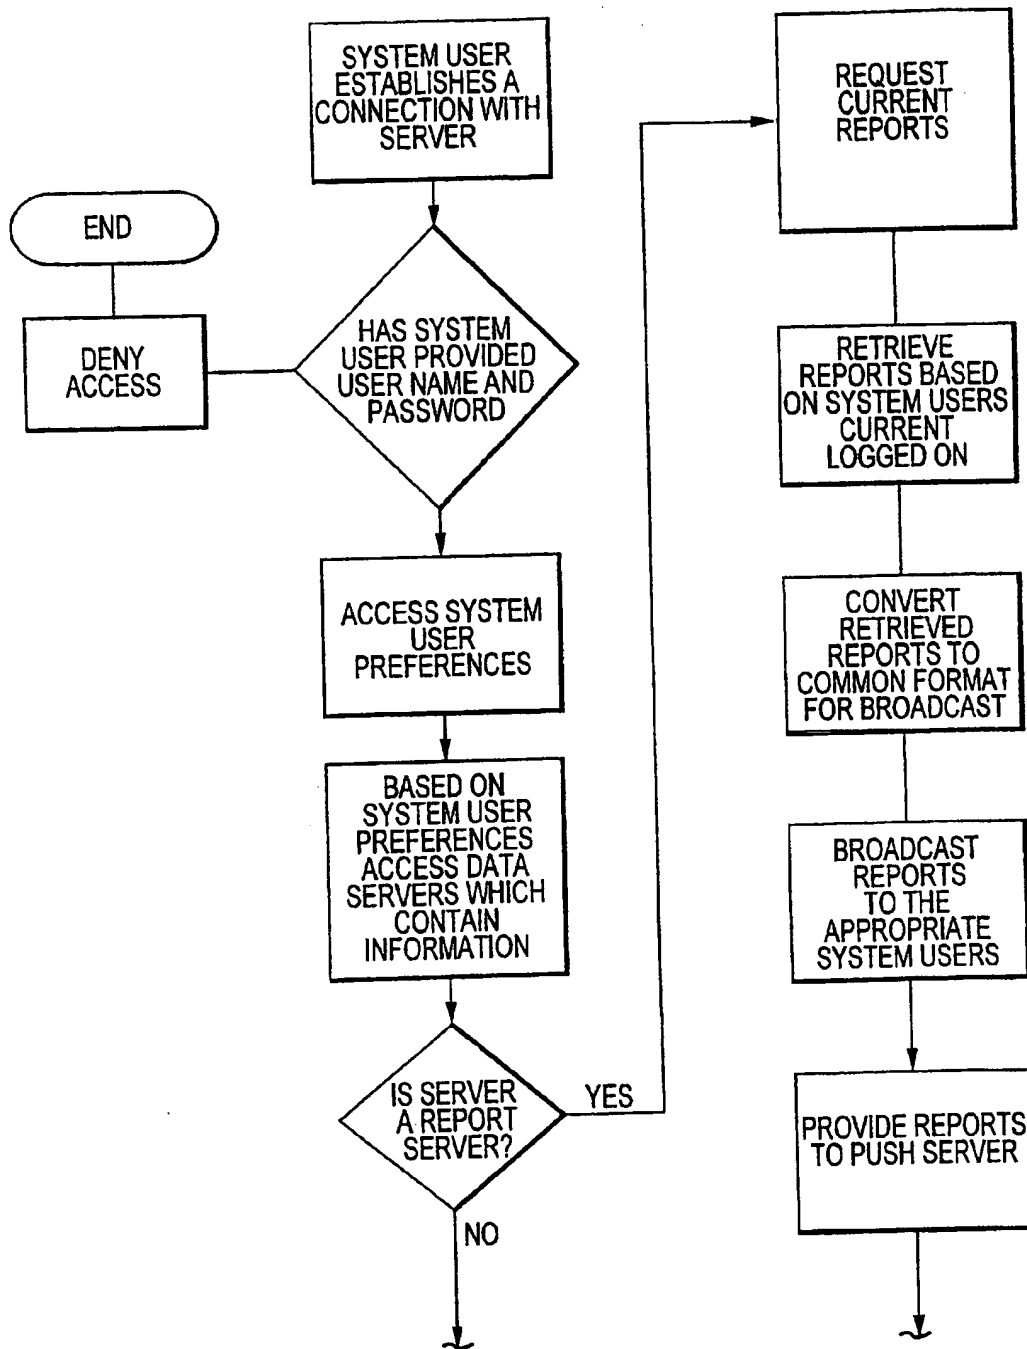 SYSTEM USER
ESTABLISHES A
CONNECTION WITH
SERVER
END
DENY
ACCESS
HAS SYSTEM
USER PROVIDED
USER NAME AND
PASSWORD
ACCESS SYSTEM
USER
PREFERENCES
BASED ON
SYSTEM USER
PREFERENCES
ACCESS DATA
SERVERS WHICH
CONTAIN
INFORMATION
IS SERVER
A REPORT
SERVER?
YES
NO
REQUEST
CURRENT
REPORTS
RETRIEVE
REPORTS BASED
ON SYSTEM USERS
CURRENT
LOGGED ON
CONVERT
RETRIEVED
REPORTS TO
COMMON FORMAT
FOR BROADCAST
BROADCAST
REPORTS
TO THE
APPROPRIATE
SYSTEM USERS
PROVIDE REPORTS
TO PUSH SERVER